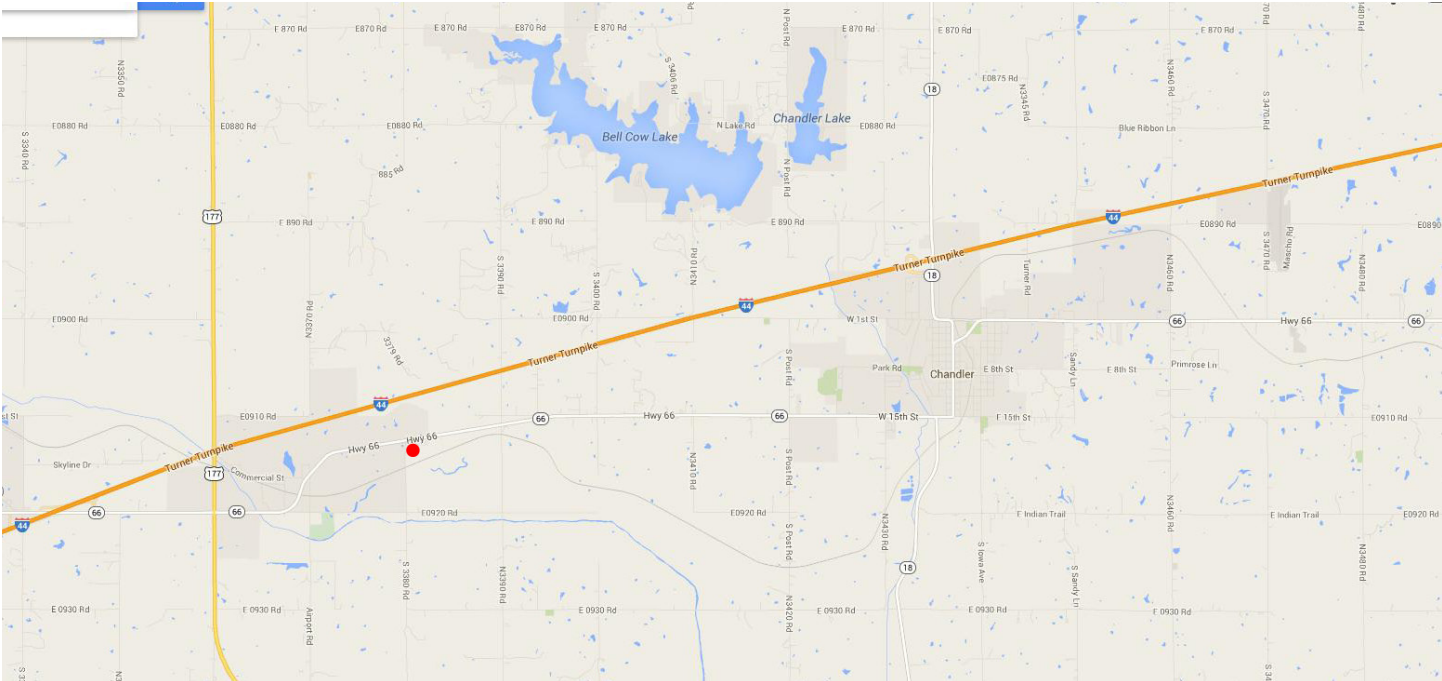 E 870 Rd
E870 Rd
E 870 Rd
E870 Rd
E 870 Rd
N Post Rd
E 870 Rd
E 870 Rd
E 870 Rd
N3350 Rd
S 3406 Rd
18
E0875 Rd
N3345 Rd
N3460 Rd
S 3470 Rd
S 3340 Rd
E0880 Rd
E0880 Rd
E 880 Rd
Bell Cow Lake
N Lake Rd
Chandler Lake
E0880 Rd
Blue Ribbon Ln
885 Rd
N Post Rd
Turner Turnpike
177
E 890 Rd
E 890 Rd
E 890 Rd
44
E0890 Rd
E0890
S 3390 Rd
S 3400 Rd
N3410 Rd
Turner Turnpike
18
Turner Rd
N3460 Rd
S 3470 Rd
Mascho Rd
N3480 Rd
E0900 Rd
N3370 Rd
E0900 Rd
44
W 1st St
66
Hwy 66
66
3379 Rd
Turner Turnpike
S Post Rd
Park Rd
Chandler
E 8th St
Sandy Ln
E 8th St
Primrose Ln
44
E0910 Rd
66
Hwy 66
66
W 15th St
E 15th St
E0910 Rd
st St
Hwy 66
Hwy 66
Turner Turnpike
Skyline Dr
177
Commercial St
N3410 Rd
S Post Rd
66
66
E0920 Rd
E0920 Rd
E Indian Trail
E Indian Trail
E0920 Rd
44
S Post Rd
N3430 Rd
N3460 Rd
N3480 Rd
S 3380 Rd
N3390 Rd
18
S Iowa Ave
S Sandy Ln
E 0930 Rd
E 0930 Rd
Airport Rd
N3420 Rd
E 0930 Rd
E 0930 Rd
E 0930 Rd